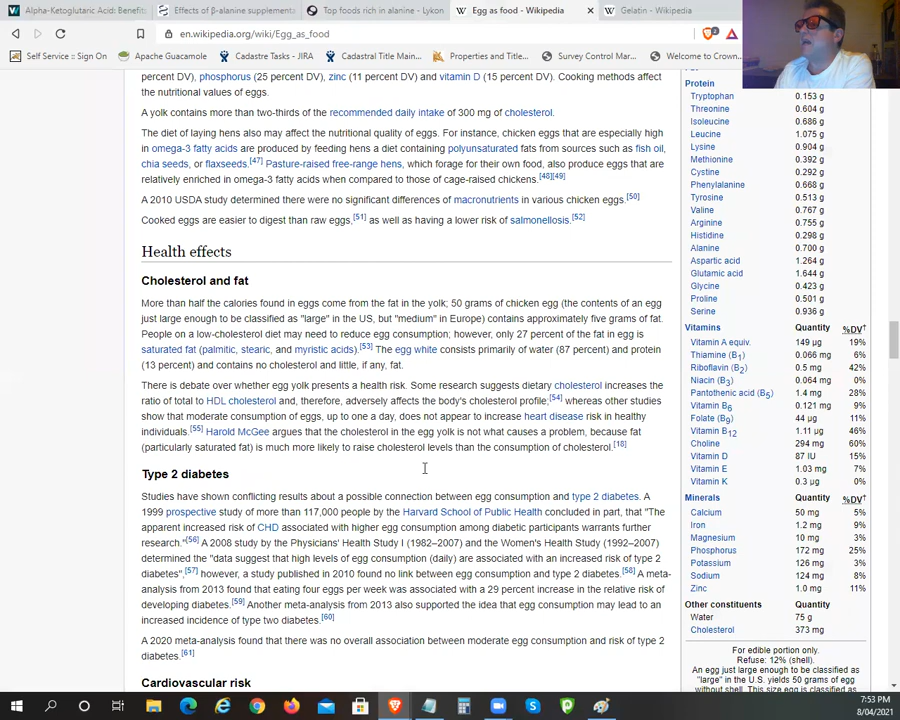 Alpha-Ketoglutaric Acid: Benefit
Effects of β-alanine supplementa
Top foods rich in alanine - Lykon
Egg as food - Wikipedia
Gelatin - Wikipedia
en.wikipedia.org/wiki/Egg_as_food
2
Self Service :: Sign On
Apache Guacamole
Cadastre Tasks - JIRA
Cadastral Title Main...
Property and Title...
Survey Control Mar...
Welcome to Crown...
percent DV), phosphorus (25 percent DV), zinc (11 percent DV) and vitamin D (15 percent DV). Cooking methods affect
the nutritional values of eggs.
A yolk contains more than two-thirds of the recommended daily intake of 300 mg of cholesterol.
The diet of laying hens also may affect the nutritional quality of eggs. For instance, chicken eggs that are especially high
in omega-3 fatty acids are produced by feeding hens a diet containing polyunsaturated fats from sources such as fish oil,
chia seeds, or flaxseeds.[47] Pasture-raised free-range hens, which forage for their own food, also produce eggs that are
relatively enriched in omega-3 fatty acids when compared to those of cage-raised chickens.[48][49]
A 2010 USDA study determined there were no significant differences of macronutrients in various chicken eggs.[50]
Cooked eggs are easier to digest than raw eggs,[51] as well as having a lower risk of salmonellosis.[52]
Health effects
Cholesterol and fat
More than half the calories found in eggs come from the fat in the yolk; 50 grams of chicken egg (the contents of an egg
just large enough to be classified as "large" in the US, but "medium" in Europe) contains approximately five grams of fat.
People on a low-cholesterol diet may need to reduce egg consumption; however, only 27 percent of the fat in egg is
saturated fat (palmitic, stearic, and myristic acids).[53] The egg white consists primarily of water (87 percent) and protein
(13 percent) and contains no cholesterol and little, if any, fat.
There is debate over whether egg yolk presents a health risk. Some research suggests dietary cholesterol increases the
ratio of total to HDL cholesterol and, therefore, adversely affects the body's cholesterol profile;[54] whereas other studies
show that moderate consumption of eggs, up to one a day, does not appear to increase heart disease risk in healthy
individuals.[55] Harold McGee argues that the cholesterol in the egg yolk is not what causes a problem, because fat
(particularly saturated fat) is much more likely to raise cholesterol levels than the consumption of cholesterol.[18]
Type 2 diabetes
Studies have shown conflicting results about a possible connection between egg consumption and type 2 diabetes. A
1999 prospective study of more than 117,000 people by the Harvard School of Public Health concluded in part, that "The
apparent increased risk of CHD associated with higher egg consumption among diabetic participants warrants further
research."[56] A 2008 study by the Physicians' Health Study I (1982–2007) and the Women's Health Study (1992–2007)
determined the "data suggest that high levels of egg consumption (daily) are associated with an increased risk of type 2
diabetes",[57] however, a study published in 2010 found no link between egg consumption and type 2 diabetes.[58] A meta-
analysis from 2013 found that eating four eggs per week was associated with a 29 percent increase in the relative risk of
developing diabetes.[59] Another meta-analysis from 2013 also supported the idea that egg consumption may lead to an
increased incidence of type two diabetes.[60]
A 2020 meta-analysis found that there was no overall association between moderate egg consumption and risk of type 2
diabetes.[61]
Cardiovascular risk
Protein
Tryptophan 0.153 g
Threonine 0.604 g
Isoleucine 0.686 g
Leucine 1.075 g
Lysine 0.904 g
Methionine 0.392 g
Cystine 0.292 g
Phenylalanine 0.668 g
Tyrosine 0.513 g
Valine 0.767 g
Arginine 0.755 g
Histidine 0.298 g
Alanine 0.700 g
Aspartic acid 1.264 g
Glutamic acid 1.644 g
Glycine 0.423 g
Proline 0.501 g
Serine 0.936 g
Vitamins Quantity %DV†
Vitamin A equiv. 149 μg 19%
Thiamine (B1) 0.066 mg 6%
Riboflavin (B2) 0.5 mg 42%
Niacin (B3) 0.064 mg 0%
Pantothenic acid (B5) 1.4 mg 28%
Vitamin B6 0.121 mg 9%
Folate (B9) 44 μg 11%
Vitamin B12 1.11 μg 46%
Choline 294 mg 60%
Vitamin D 87 IU 15%
Vitamin E 1.03 mg 7%
Vitamin K 0.3 μg 0%
Minerals Quantity %DV†
Calcium 50 mg 5%
Iron 1.2 mg 9%
Magnesium 10 mg 3%
Phosphorus 172 mg 25%
Potassium 126 mg 3%
Sodium 124 mg 8%
Zinc 1.0 mg 11%
Other constituents Quantity
Water 75 g
Cholesterol 373 mg
For edible portion only.
Refuse: 12% (shell).
An egg just large enough to be classified as
"large" in the U.S. yields 50 grams of egg
without shell. This size egg is classified as
7:53 PM
8/04/2021